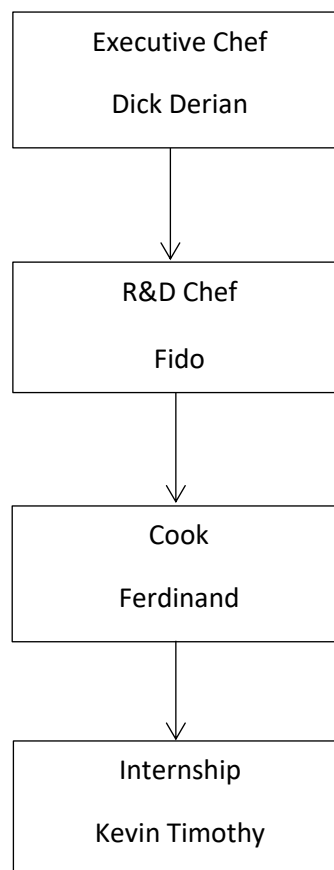 Executive Chef
Dick Derian
R&D Chef
Fido
Cook
Ferdinand
Internship
Kevin Timothy